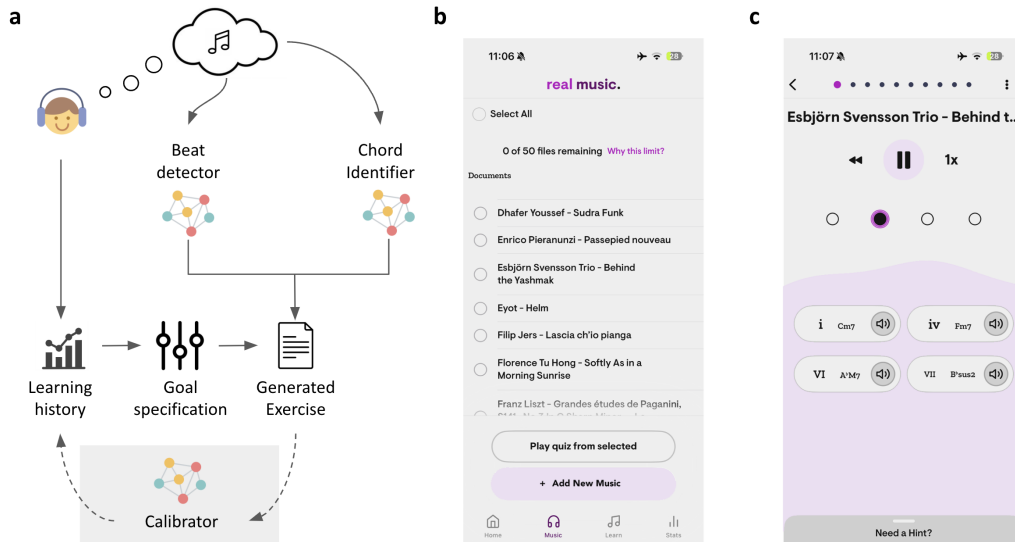 a
Beat
detector
Chord
Identifier
Learning
history
Goal
specification
Generated
Exercise
Calibrator
b
11:06
28
real music.
Select All
0 of 50 files remaining Why this limit?
Documents
Dhafer Youssef - Sudra Funk
Enrico Pieranunzi - Passepied nouveau
Esbjörn Svensson Trio - Behind
the Yashmak
Eyot - Helm
Filip Jers - Lascia ch'io pianga
Florence Tu Hong - Softly As in a
Morning Sunrise
Franz Liszt - Grandes études de Paganini,
Play quiz from selected
+ Add New Music
Home
Music
Learn
Stats
c
11:07
28
Esbjörn Svensson Trio - Behind t..
1x
i Cm7
iv Fm7
VI A♭M7
VII B♭sus2
Need a Hint?